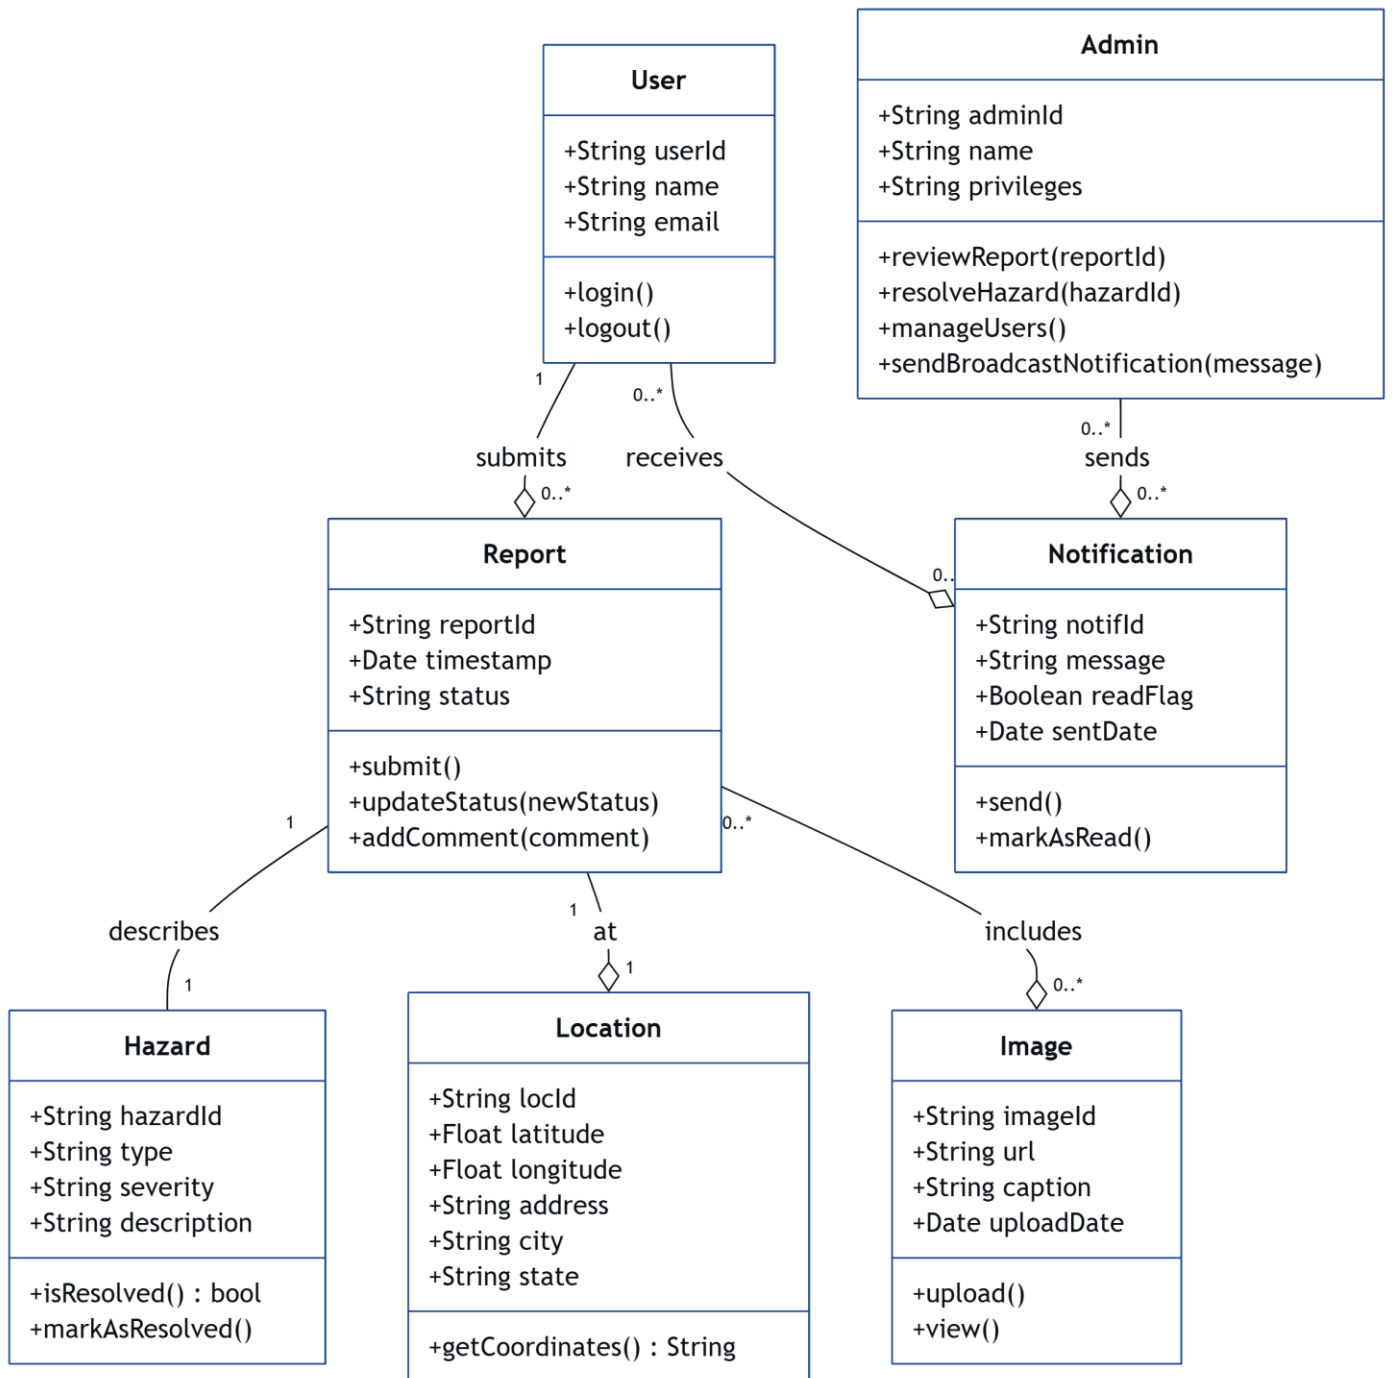 User
+String userId
+String name
+String email
+login()
+logout()
Admin
+String adminId
+String name
+String privileges
+reviewReport(reportId)
+resolveHazard(hazardId)
+manageUsers()
+sendBroadcastNotification(message)
1
0..*
0..*
submits
receives
sends
0..*
0..*
0..
Report
+String reportId
+Date timestamp
+String status
+submit()
+updateStatus(newStatus)
+addComment(comment)
Notification
+String notifId
+String message
+Boolean readFlag
+Date sentDate
+send()
+markAsRead()
1
0..*
1
describes
at
includes
1
1
0..*
Hazard
+String hazardId
+String type
+String severity
+String description
+isResolved() : bool
+markAsResolved()
Location
+String locId
+Float latitude
+Float longitude
+String address
+String city
+String state
+getCoordinates() : String
Image
+String imageId
+String url
+String caption
+Date uploadDate
+upload()
+view()